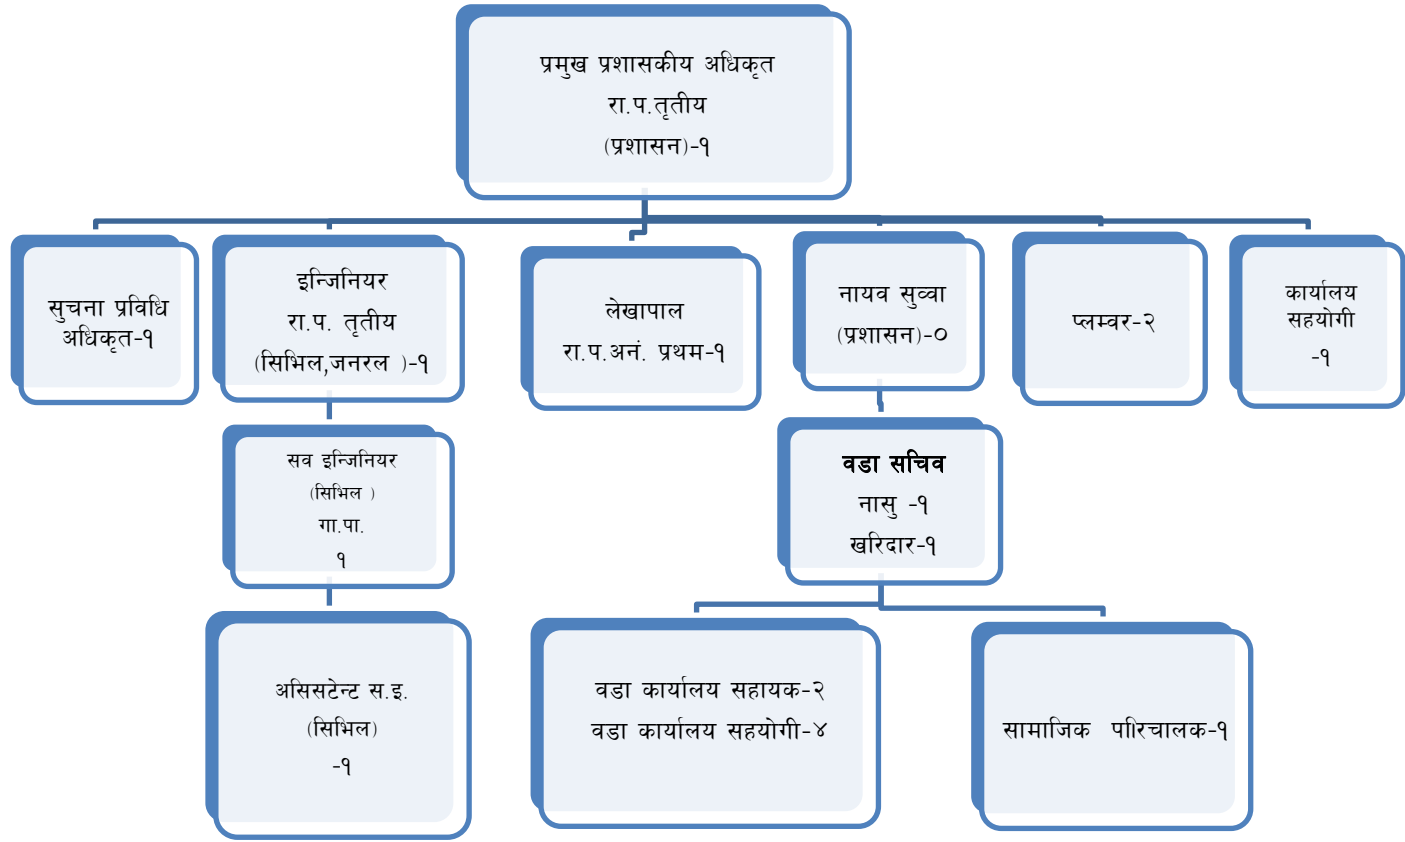 प्रमुख प्रशासकीय अधिकृत
रा.प.तृतीय
(प्रशासन)-१
सुचना प्रविधि
अधिकृत-१
इन्जिनियर
रा.प. तृतीय
(सिभिल,जनरल )-१
लेखापाल
रा.प.अनं. प्रथम-१
नायव सुव्वा
(प्रशासन)-०
प्लम्वर-२
कार्यालय
सहयोगी
-१
सव इन्जिनियर
(सिभिल )
गा.पा.
१
वडा सचिव
नासु -१
खरिदार-१
असिसटेन्ट स.इ.
(सिभिल)
-१
वडा कार्यालय सहायक-२
वडा कार्यालय सहयोगी-४
सामाजिक परिचालक-१